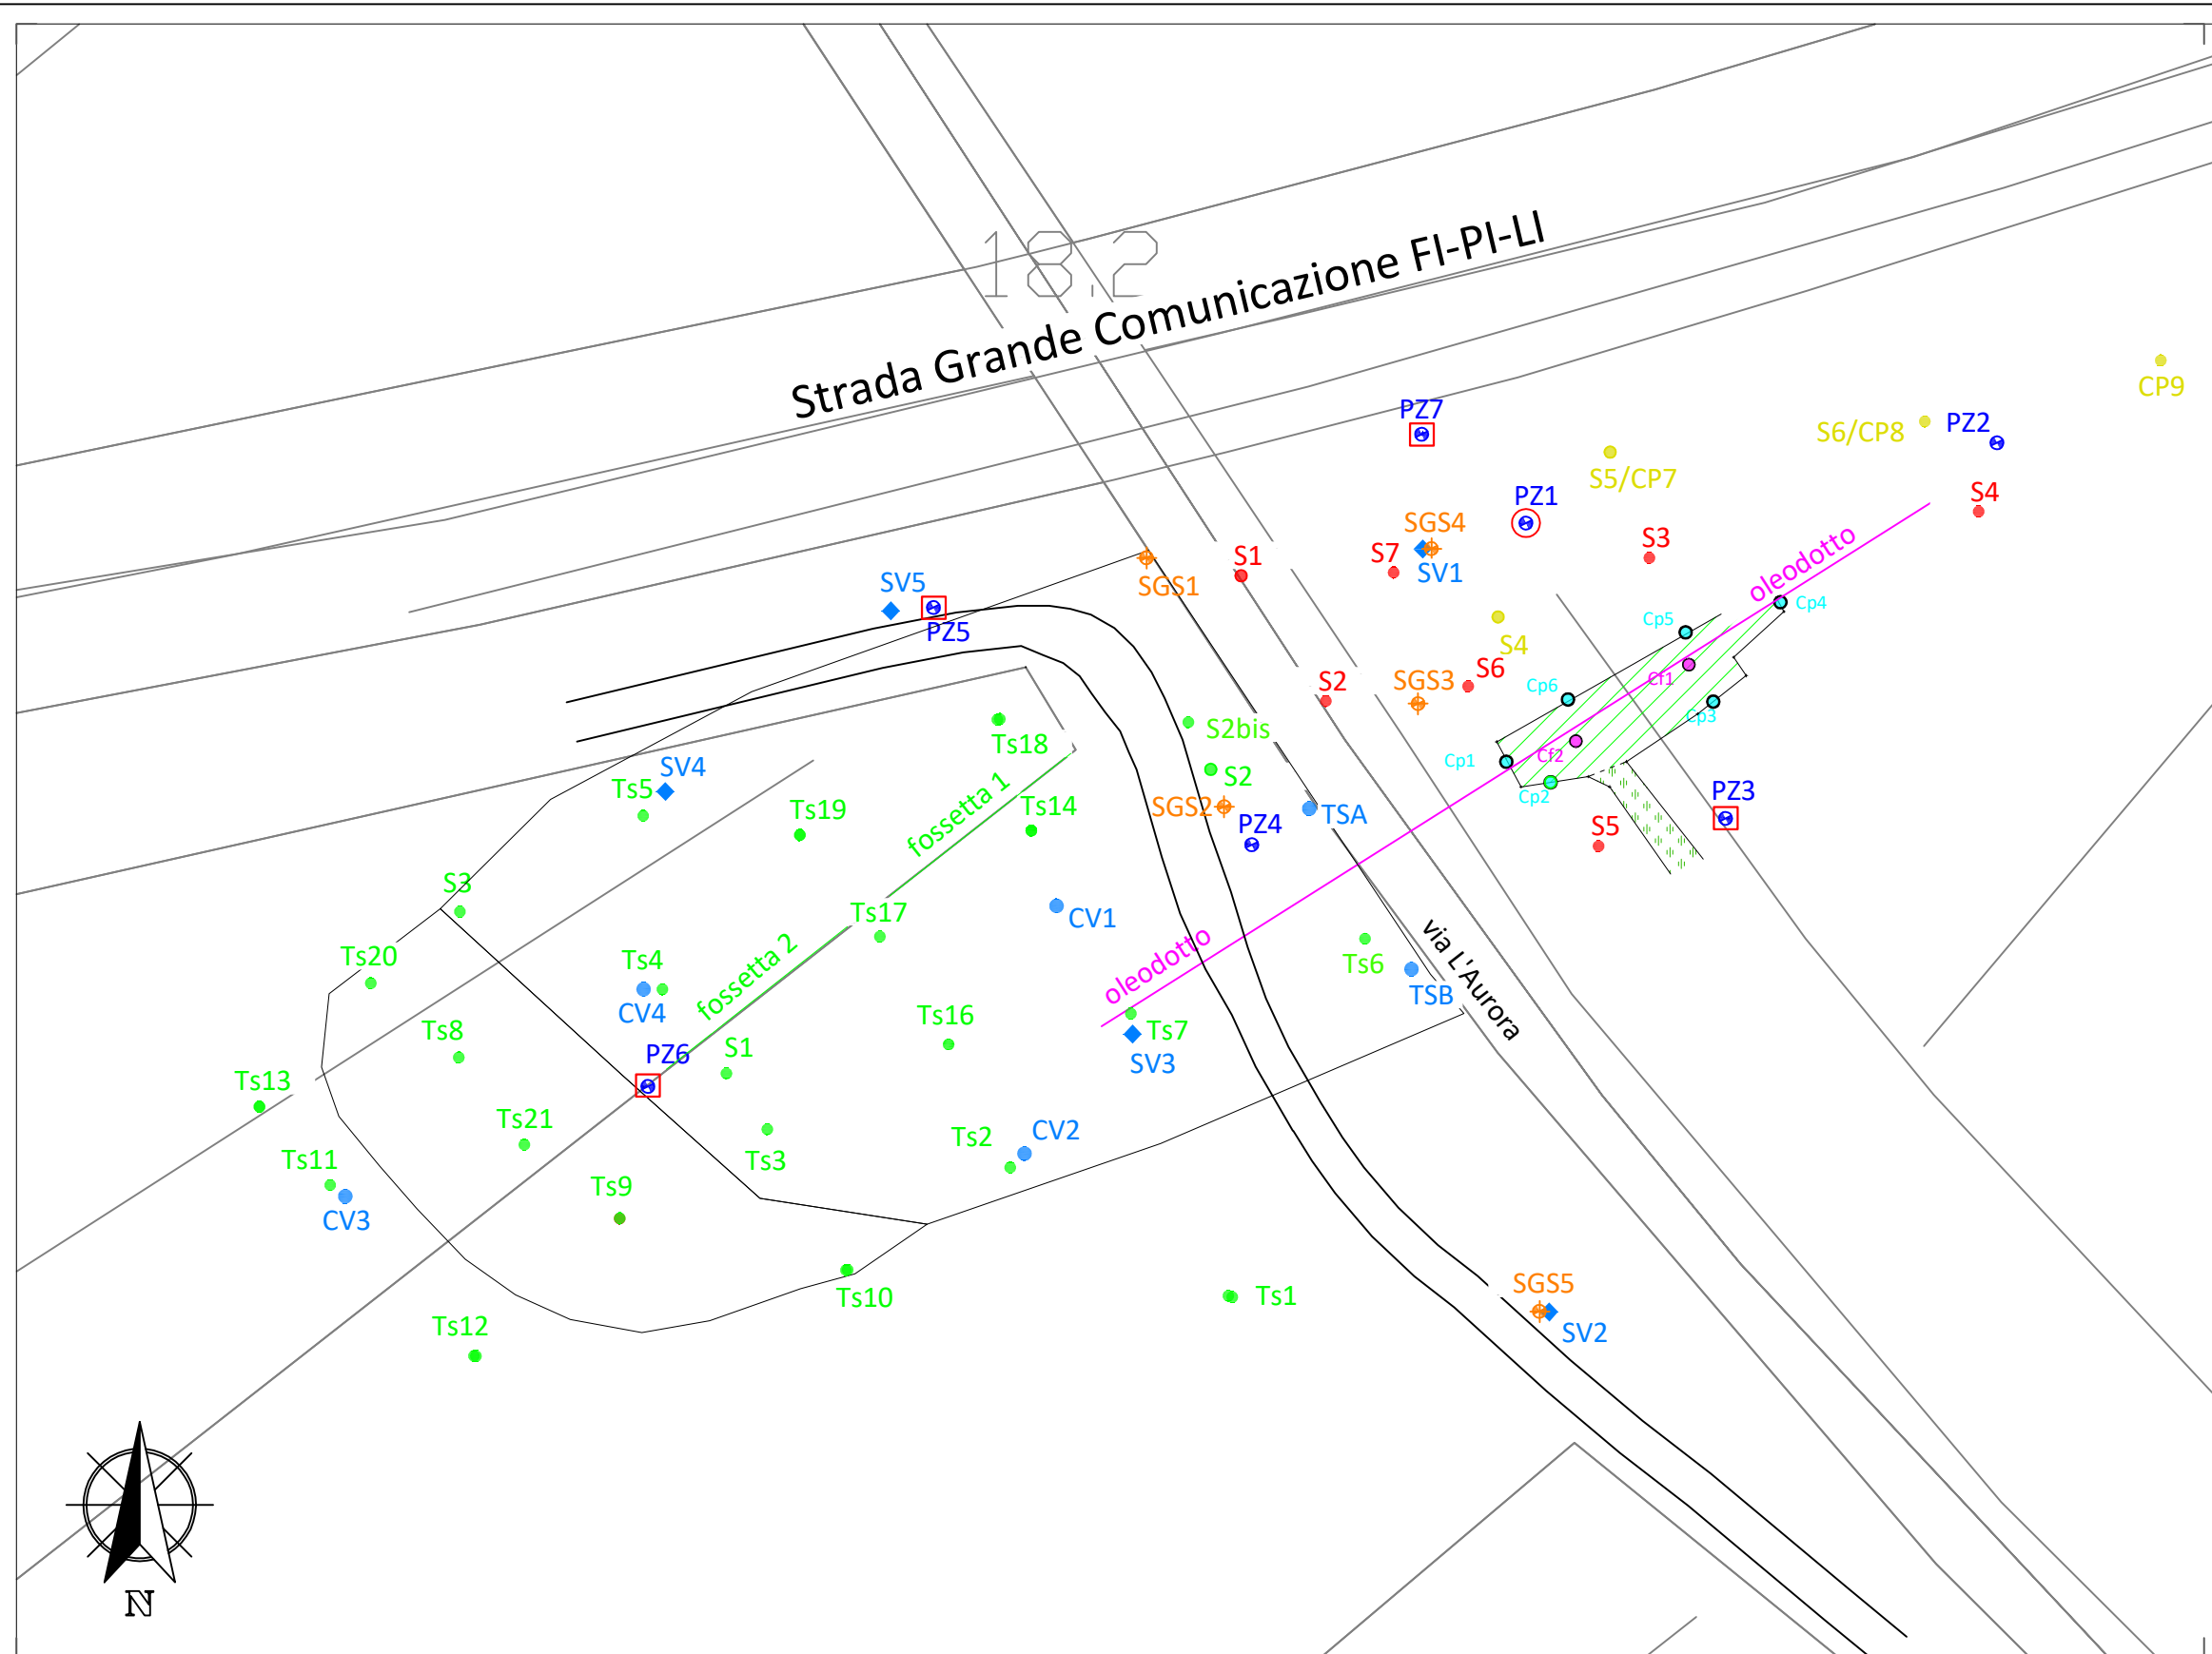 18.2
Strada Grande Comunicazione FI-PI-LI
CP9
PZ7
S6/CP8
PZ2
S5/CP7
PZ1
S4
SGS4
S3
S7
S1
SV1
oleodotto
SGS1
SV5
PZ5
Cp4
Cp5
S4
S6
SGS3
S2
Cf1
Cp6
Cp3
S2bis
Ts18
Cf2
Cp1
SV4
S2
Ts5
PZ3
Cp2
Ts19
fossetta 1
Ts14
SGS2
TSA
PZ4
S5
S3
Ts17
CV1
via L'Aurora
Ts20
Ts4
fossetta 2
oleodotto
Ts6
TSB
CV4
Ts16
Ts8
Ts7
PZ6
S1
SV3
Ts13
Ts21
Ts2
CV2
Ts11
Ts3
Ts9
CV3
SGS5
Ts10
Ts1
Ts12
SV2
N